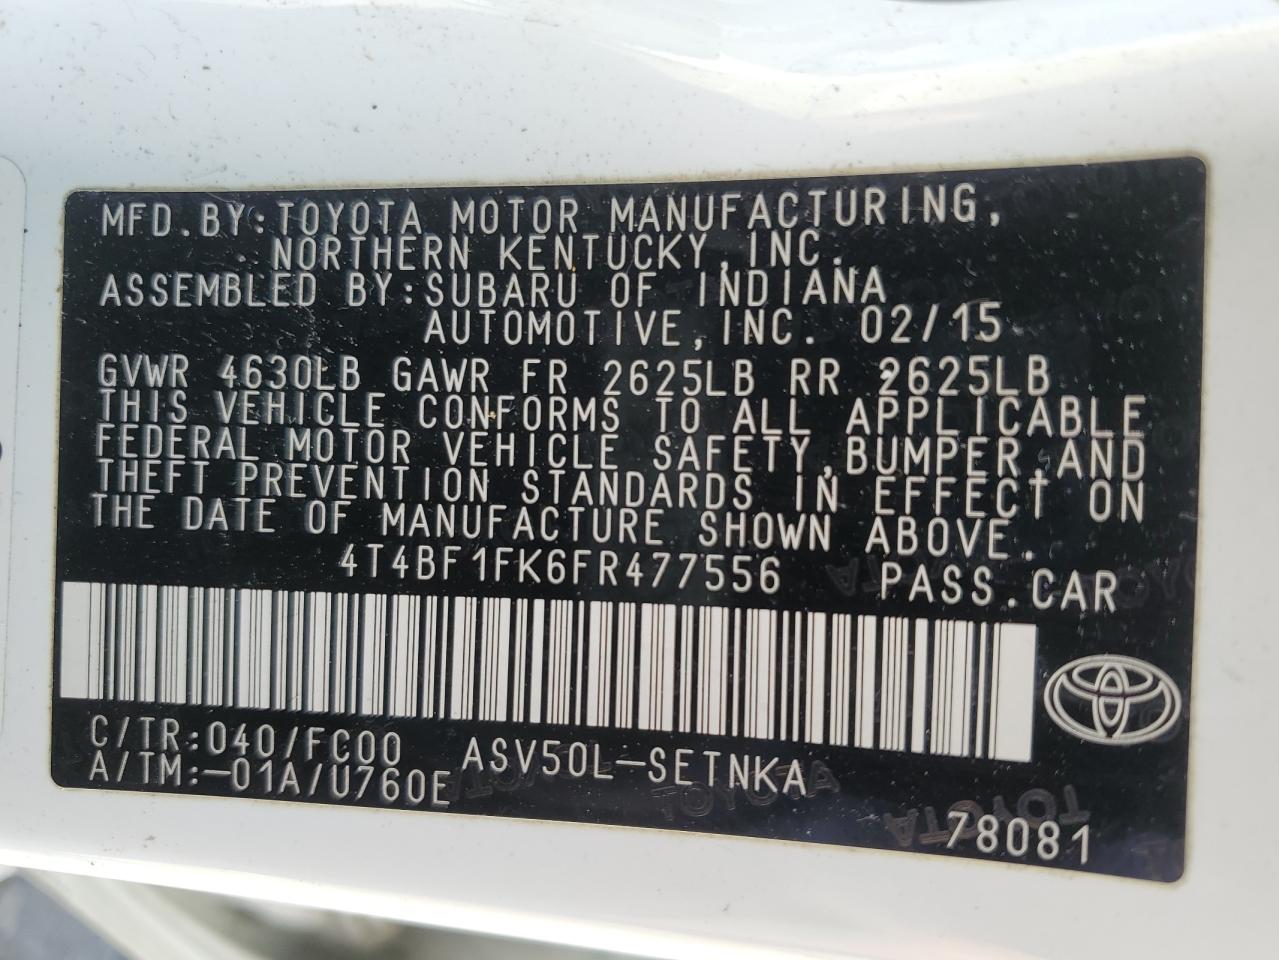 MFD.BY:TOYOTA MOTOR MANUFACTURING,
NORTHERN KENTUCKY,INC.
ASSEMBLED BY:SUBARU OF INDIANA
AUTOMOTIVE,INC. 02/15
GVWR 4630LB GAWR FR 2625LB RR 2625LB
THIS VEHICLE CONFORMS TO ALL APPLICABLE
FEDERAL MOTOR VEHICLE SAFETY,BUMPER,AND
THEFT PREVENTION STANDARDS IN EFFECT ON
THE DATE OF MANUFACTURE SHOWN ABOVE.
4T4BF1FK6FR477556 PASS.CAR
C/TR:040/FC00 ASV50L-SETNKA
A/TM:-01A/U760E
78081